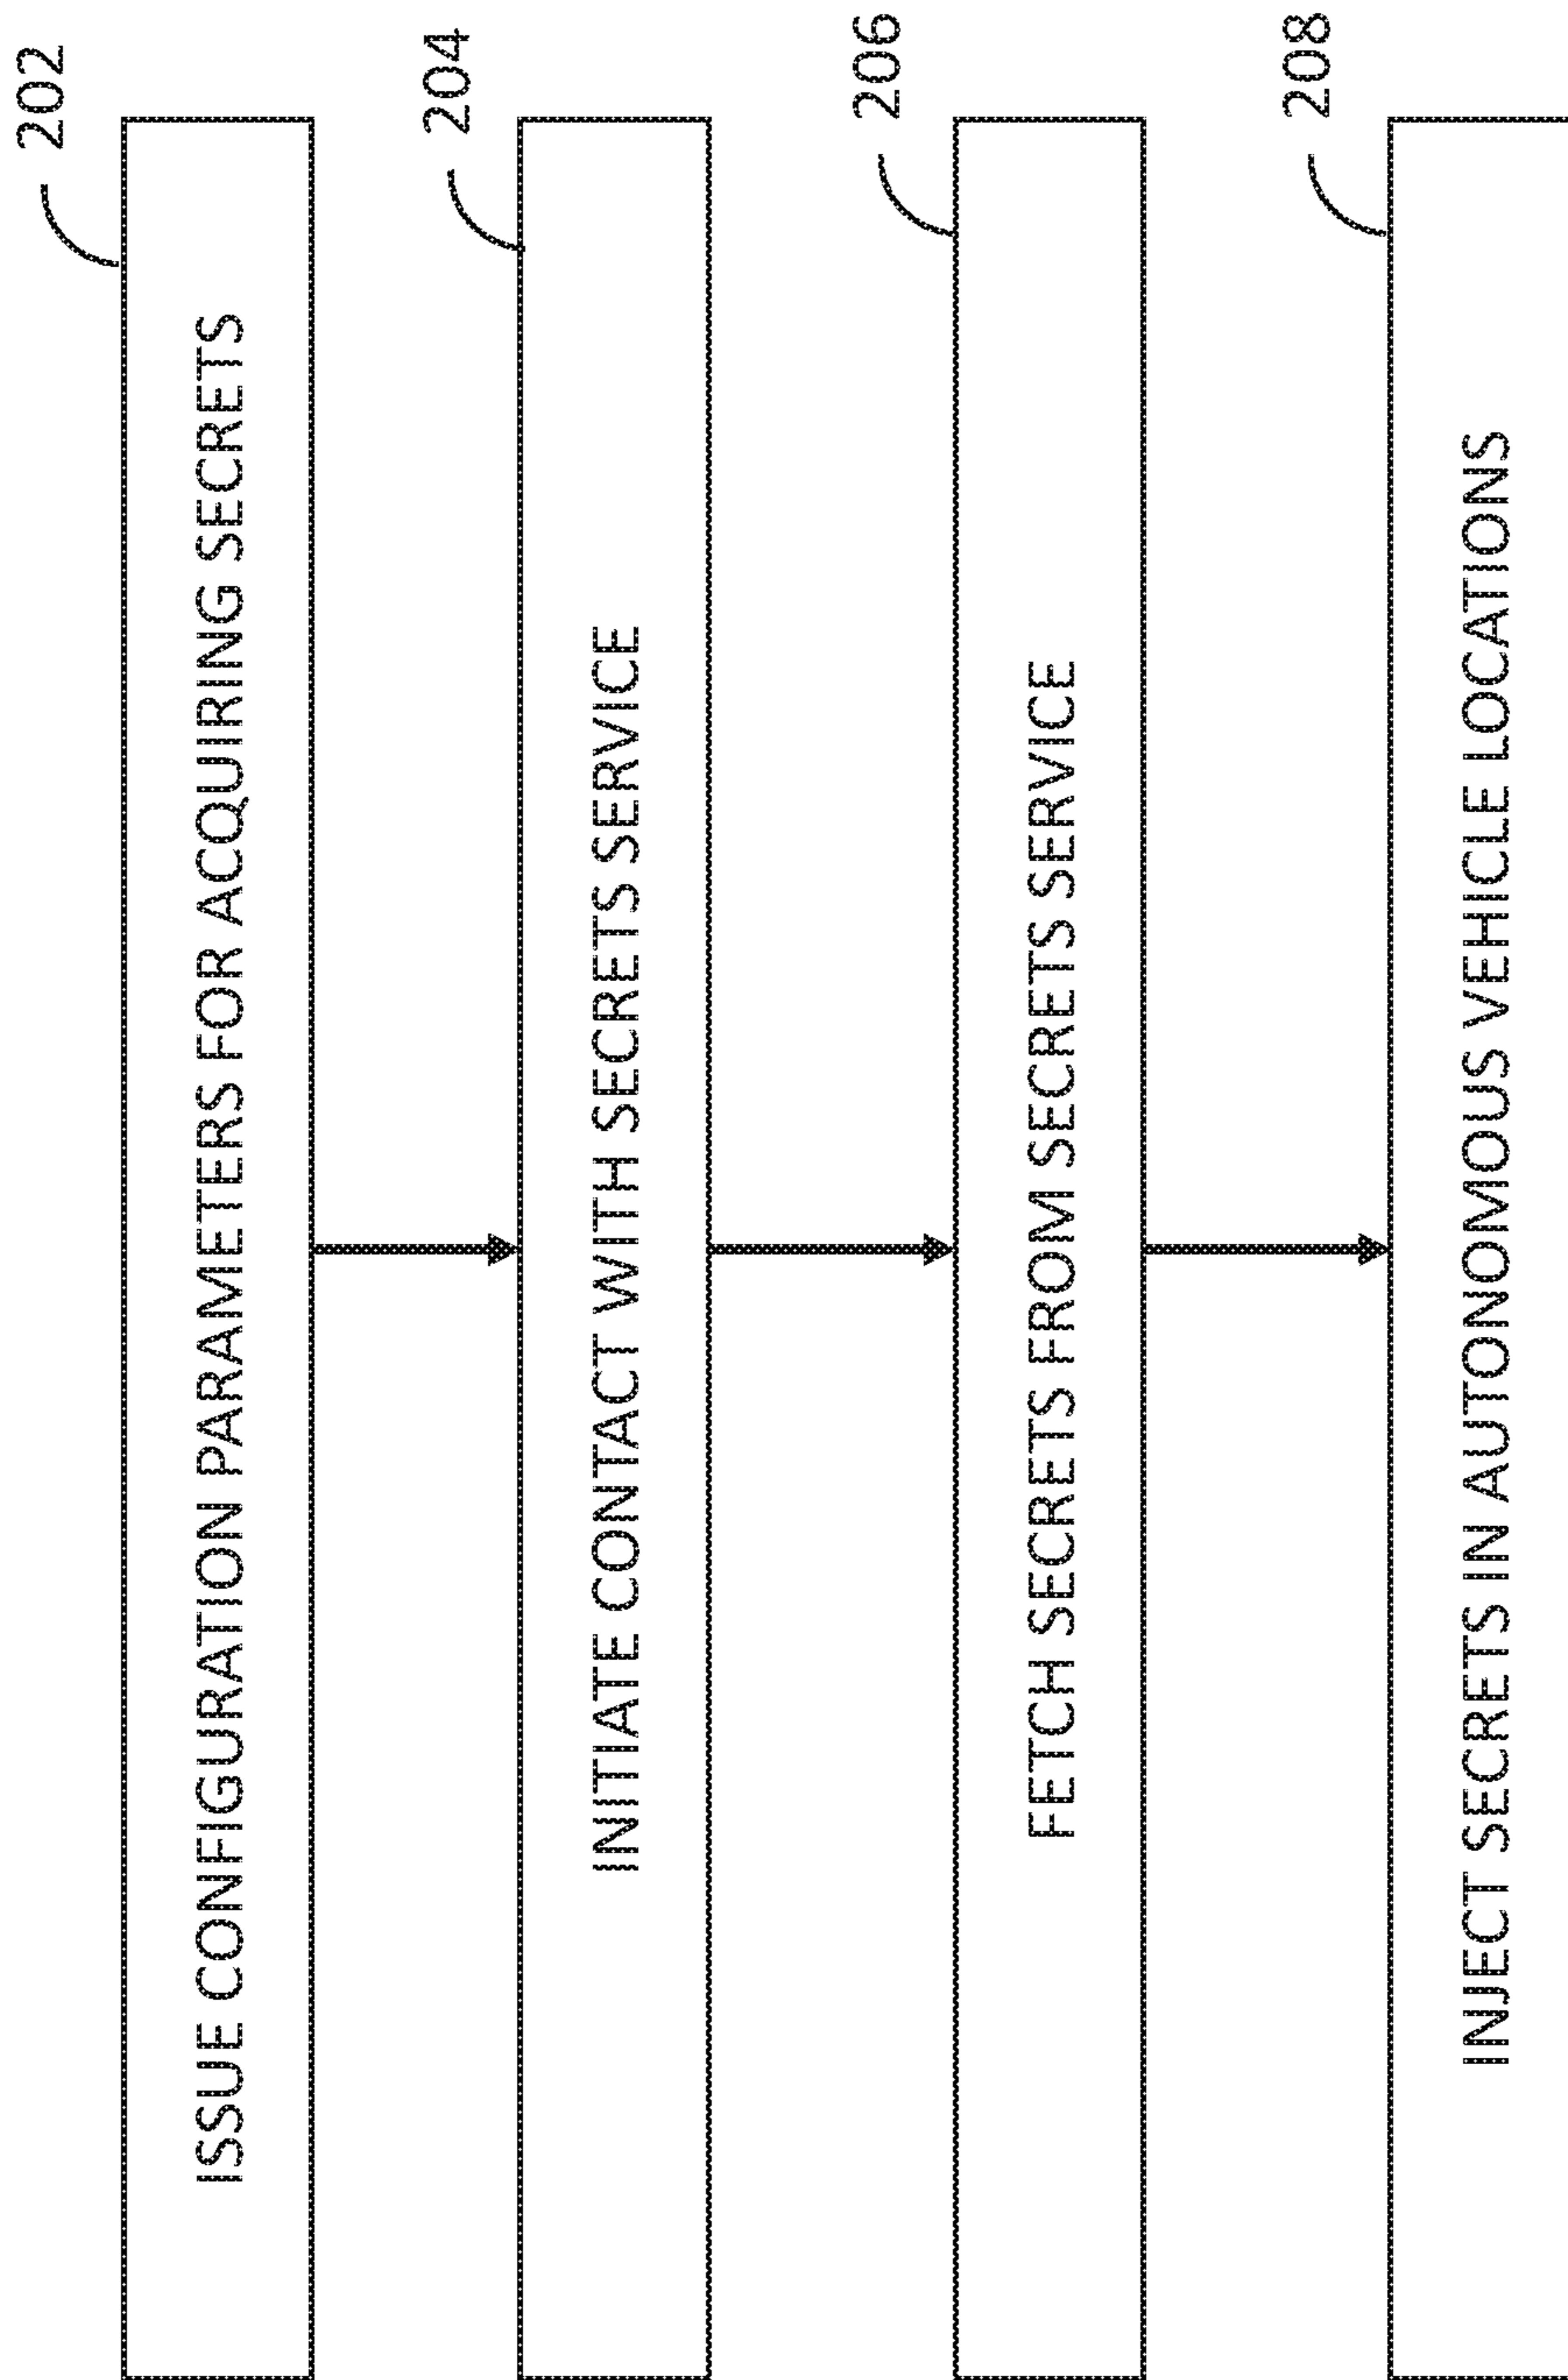 202
ISSUE CONFIGURATION PARAMETERS FOR ACQUIRING SECRETS
204
INITIATE CONTACT WITH SECRETS SERVICE
206
FETCH SECRETS FROM SECRETS SERVICE
208
INJECT SECRETS IN AUTONOMOUS VEHICLE LOCATIONS